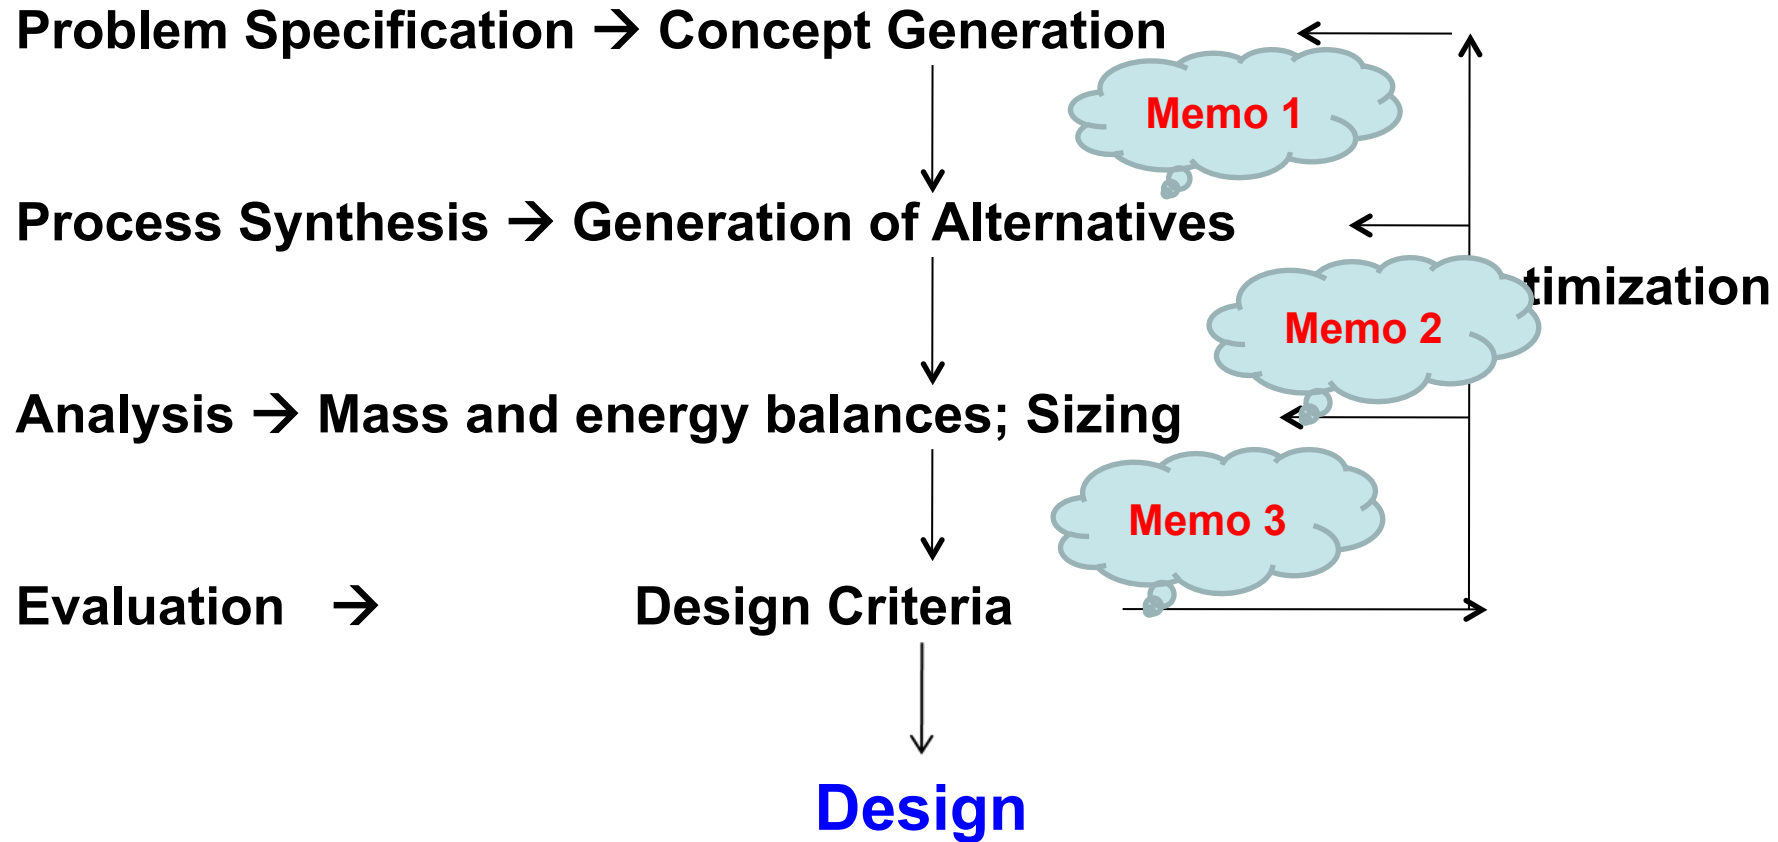 Problem Specification → Concept Generation
Memo 1
Process Synthesis → Generation of Alternatives
timization
Memo 2
Analysis → Mass and energy balances; Sizing
Memo 3
Evaluation → Design Criteria
Design